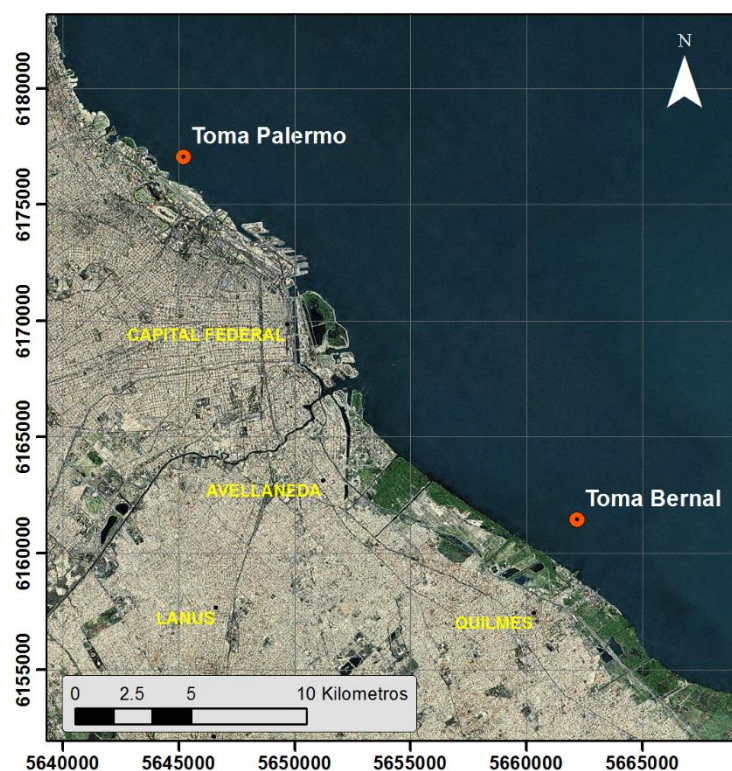 N
Toma Palermo
CAPITAL FEDERAL
AVELLANEDA
Toma Bernal
LANUS
QUILMES
0 2.5 5 10 Kilometros
6180000
6175000
6170000
6165000
6160000
6155000
5640000 5645000 5650000 5655000 5660000 5665000